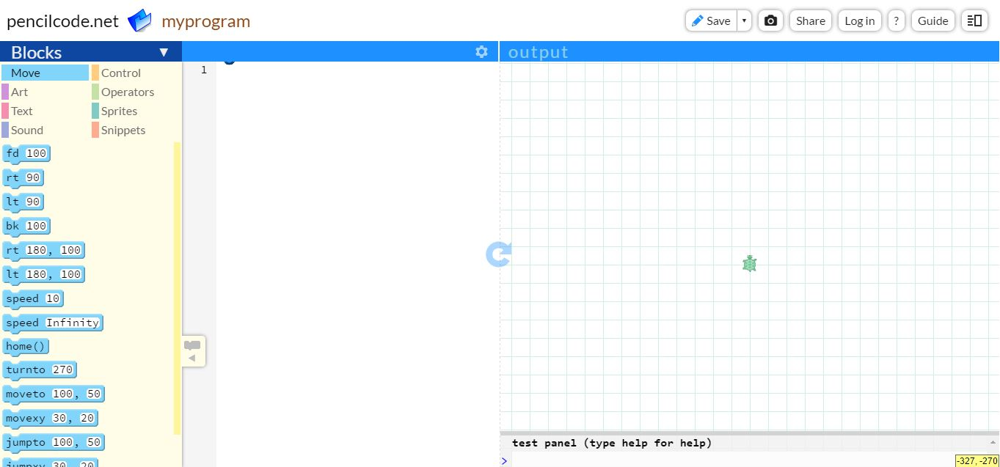 pencilcode.net myprogram Save Share Log in ? Guide
Blocks ▼ output
Move Control
Art Operators
Text Sprites
Sound Snippets
1
fd 100
rt 90
lt 90
bk 100
rt 180, 100
lt 180, 100
speed 10
speed Infinity
home()
turnto 270
moveto 100, 50
movexy 30, 20
jumpto 100, 50
jumpxy 30, 20
test panel (type help for help)
>
-327, -270